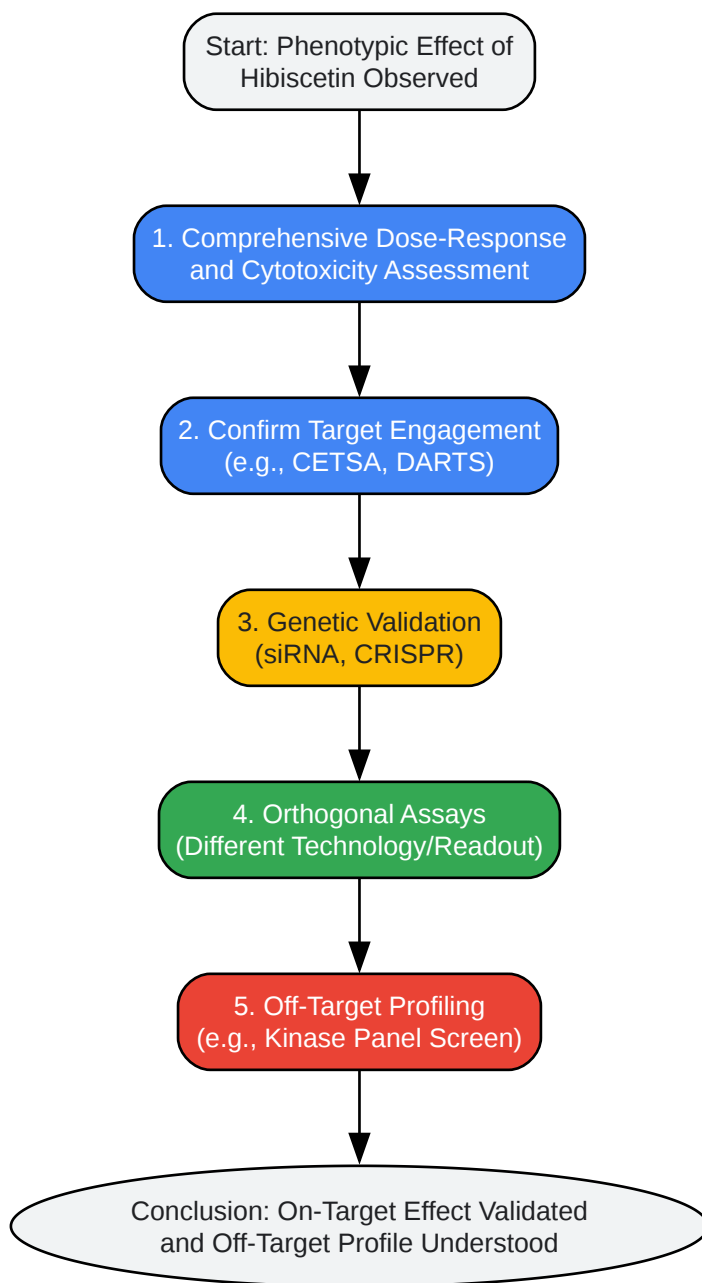 Start: Phenotypic Effect of
Hibiscetin Observed
1. Comprehensive Dose-Response
and Cytotoxicity Assessment
2. Confirm Target Engagement
(e.g., CETSA, DARTS)
3. Genetic Validation
(siRNA, CRISPR)
4. Orthogonal Assays
(Different Technology/Readout)
5. Off-Target Profiling
(e.g., Kinase Panel Screen)
Conclusion: On-Target Effect Validated
and Off-Target Profile Understood